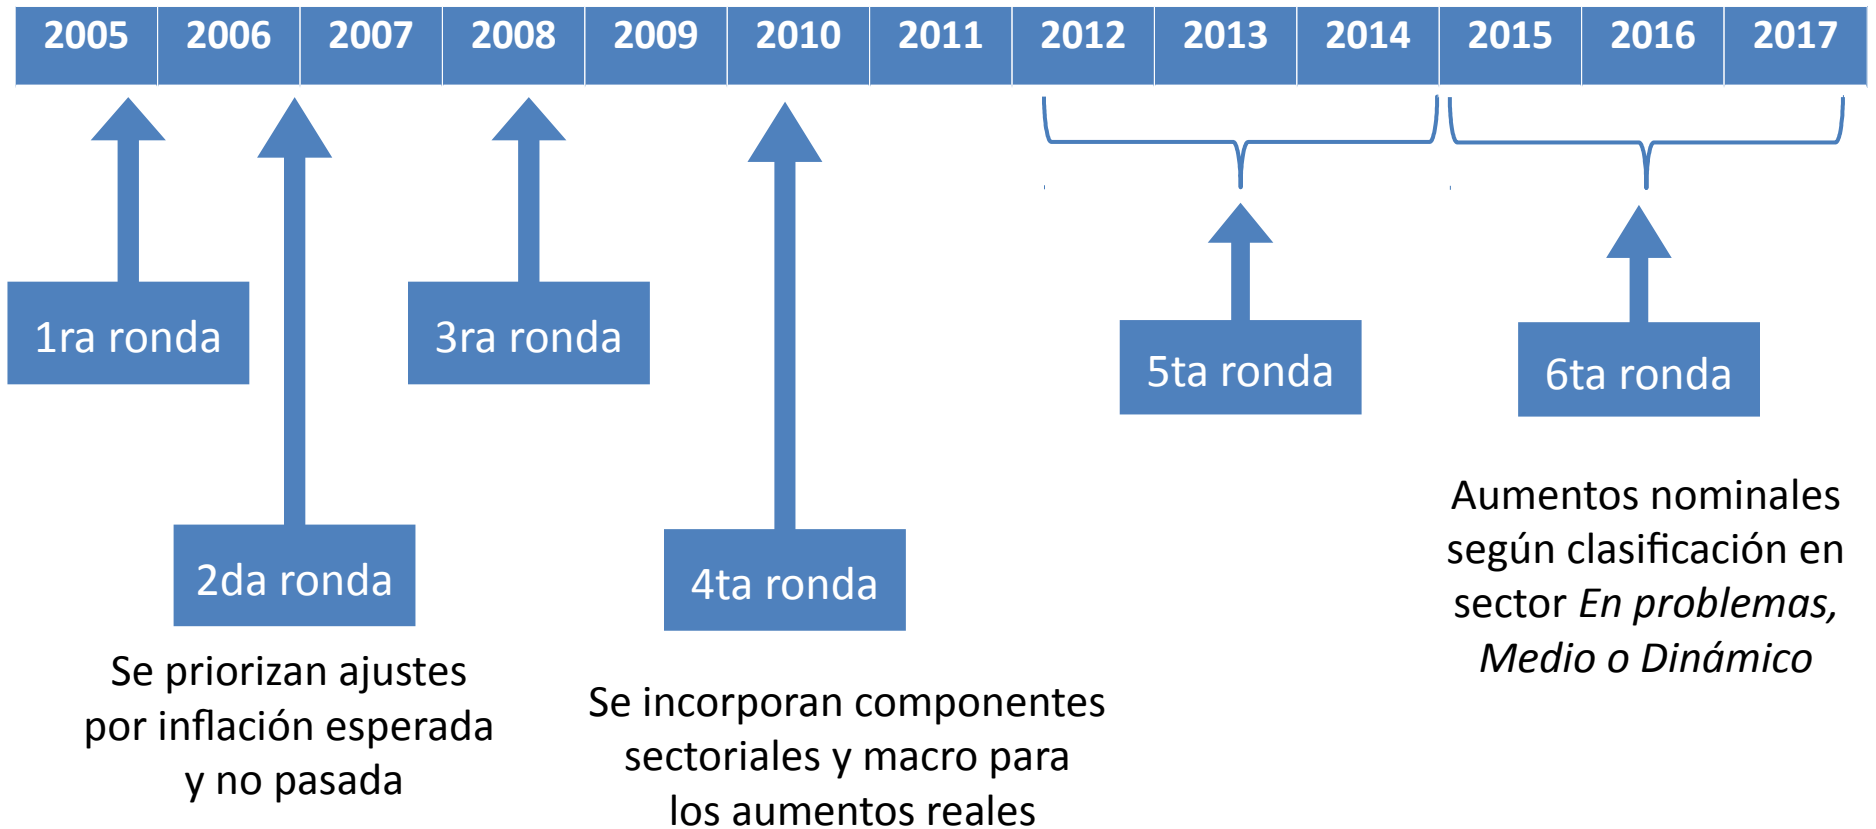 2005 2006 2007 2008 2009 2010 2011 2012 2013 2014 2015 2016 2017
1ra ronda
3ra ronda
5ta ronda
6ta ronda
2da ronda
4ta ronda
Se priorizan ajustes
por inflación esperada
y no pasada
Se incorporan componentes
sectoriales y macro para
los aumentos reales
Aumentos nominales
según clasificación en
sector En problemas,
Medio o Dinámico